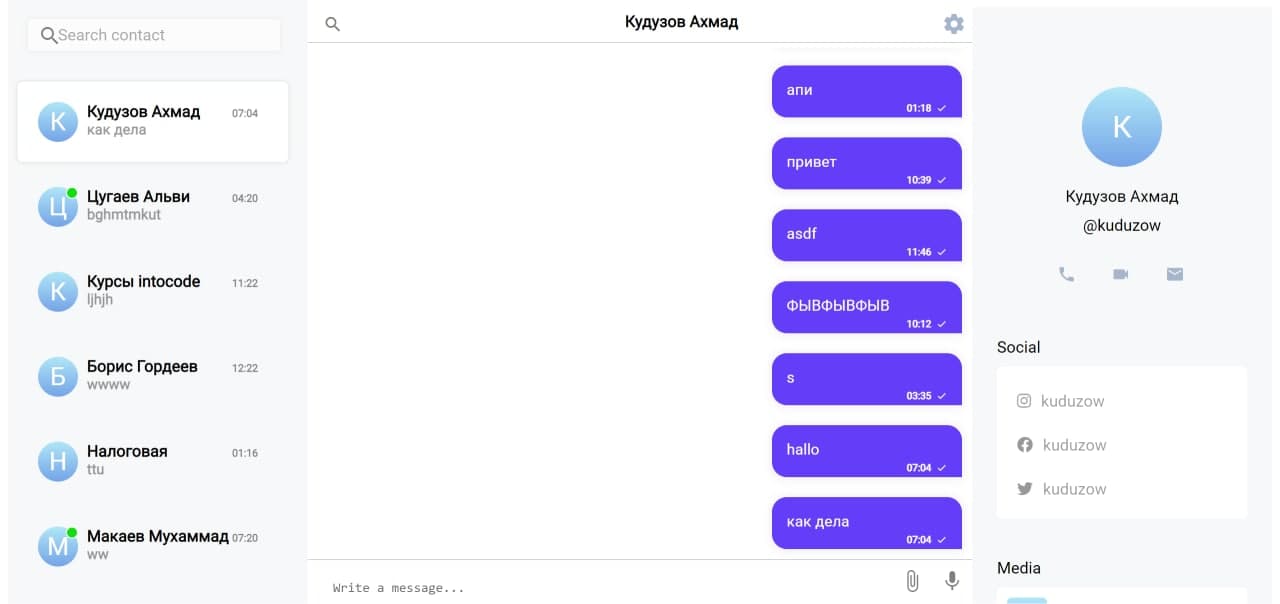 Search contact
К
Кудузов Ахмад 07:04
как дела
Ц
Цугаев Альви 04:20
bghmtmkut
К
Курсы intocode 11:22
ljhjh
Б
Борис Гордеев 12:22
wwww
Н
Налоговая 01:16
ttu
М
Макаев Мухаммад 07:20
ww
Кудузов Ахмад
апи
01:18
привет
10:39
asdf
11:46
ФЫВФЫВФЫВ
10:12
s
03:35
hallo
07:04
как дела
07:04
Write a message...
К
Кудузов Ахмад
@kuduzow
Social
kuduzow
kuduzow
kuduzow
Media